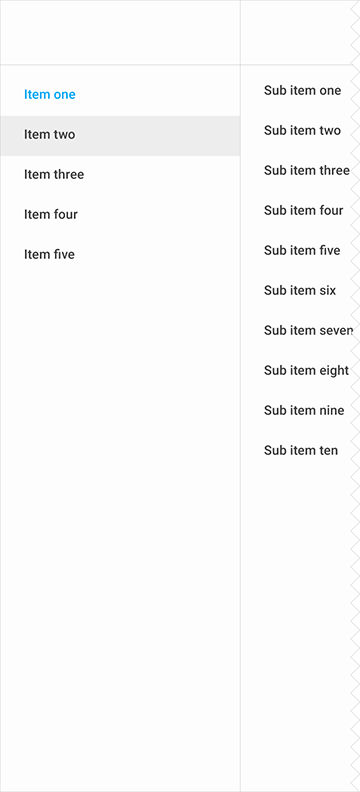 Item one
Item two
Item three
Item four
Item five
Sub item one
Sub item two
Sub item three
Sub item four
Sub item five
Sub item six
Sub item seven
Sub item eight
Sub item nine
Sub item ten